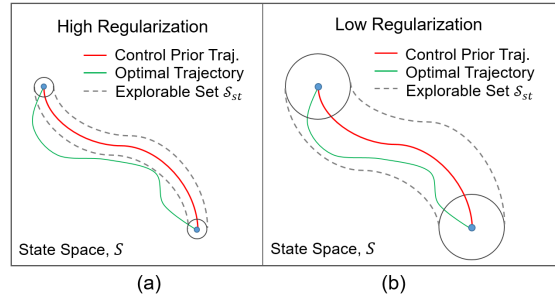 High Regularization
Control Prior Traj.
Optimal Trajectory
Explorable Set 𝒮st
State Space, S
(a)
Low Regularization
Control Prior Traj.
Optimal Trajectory
Explorable Set 𝒮st
State Space, S
(b)